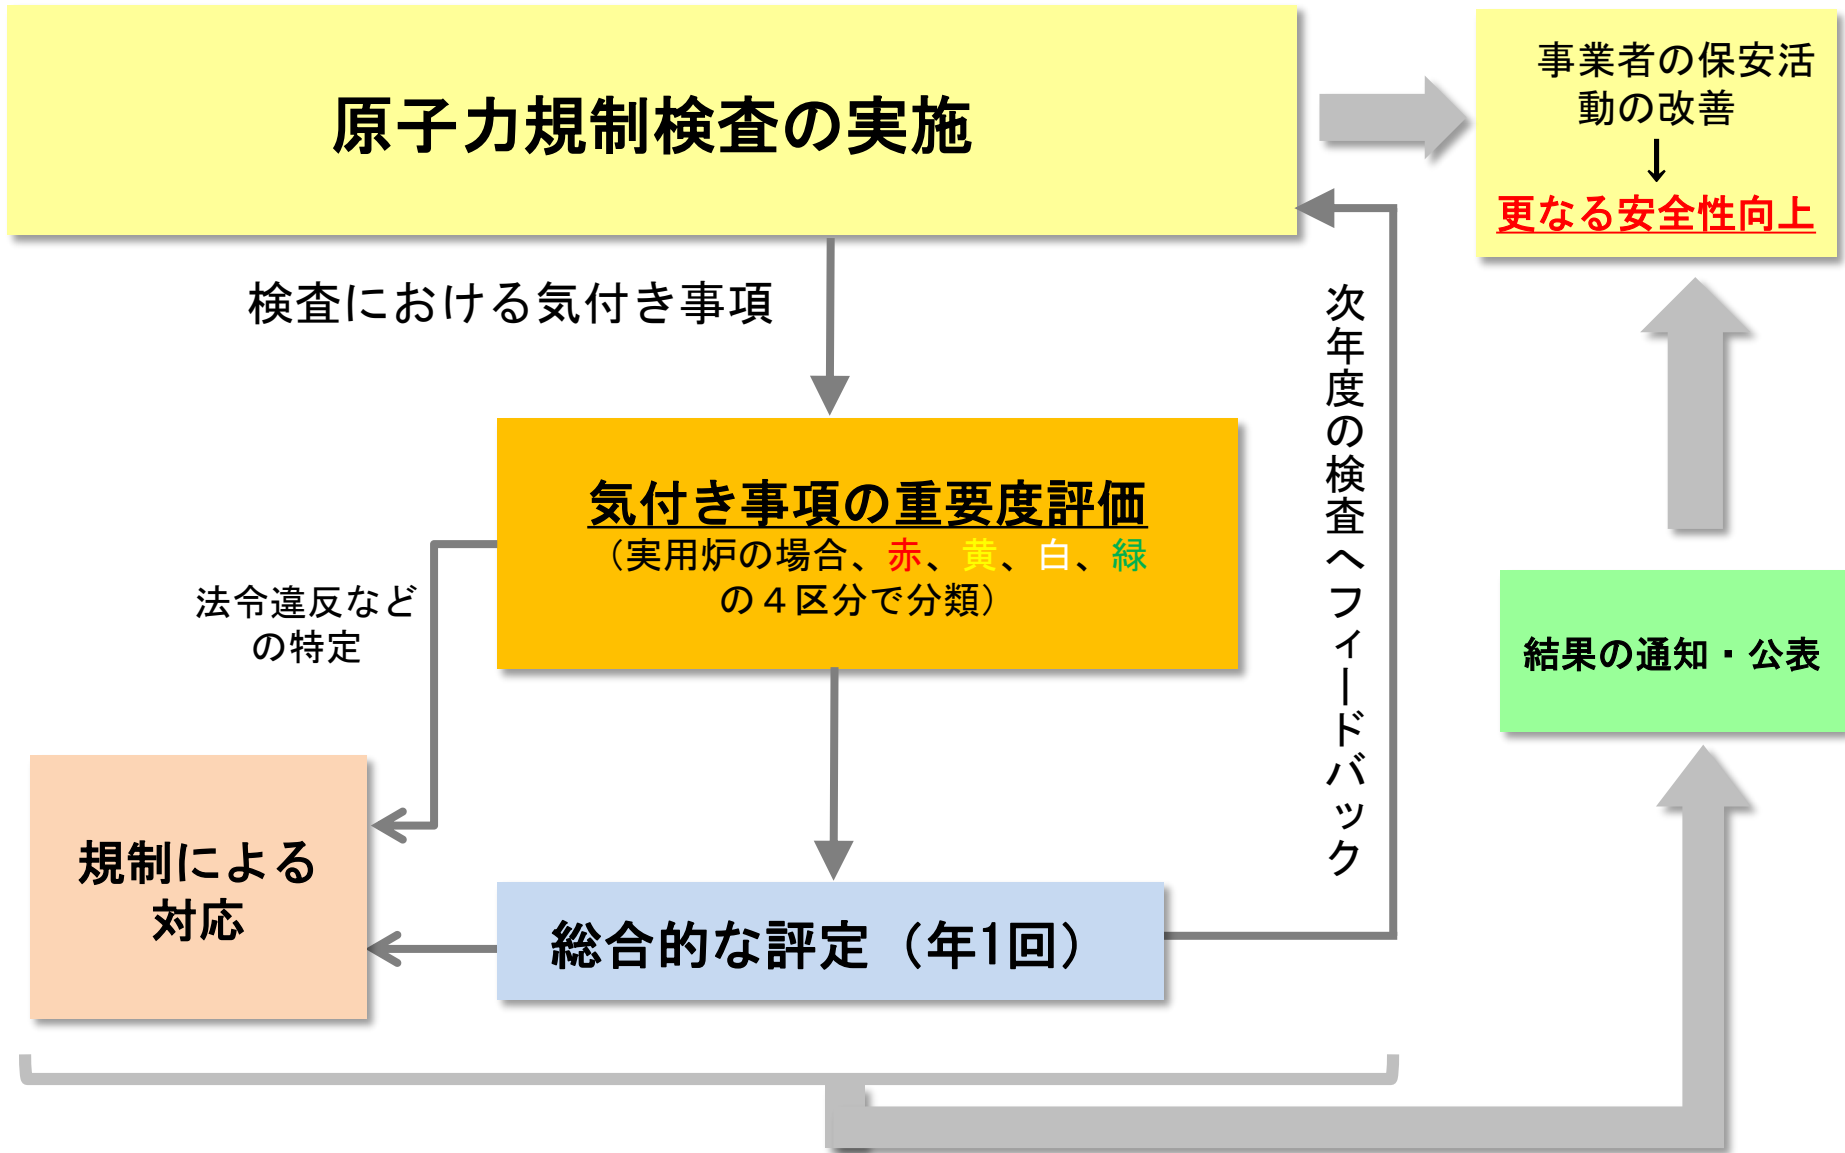 原子力規制検査の実施
事業者の保安活
動の改善
↓
更なる安全性向上
検査における気付き事項
次年度の検査へフィードバック
気付き事項の重要度評価
（実用炉の場合、赤、黄、白、緑
の４区分で分類）
法令違反など
の特定
結果の通知・公表
規制による
対応
総合的な評定（年1回）